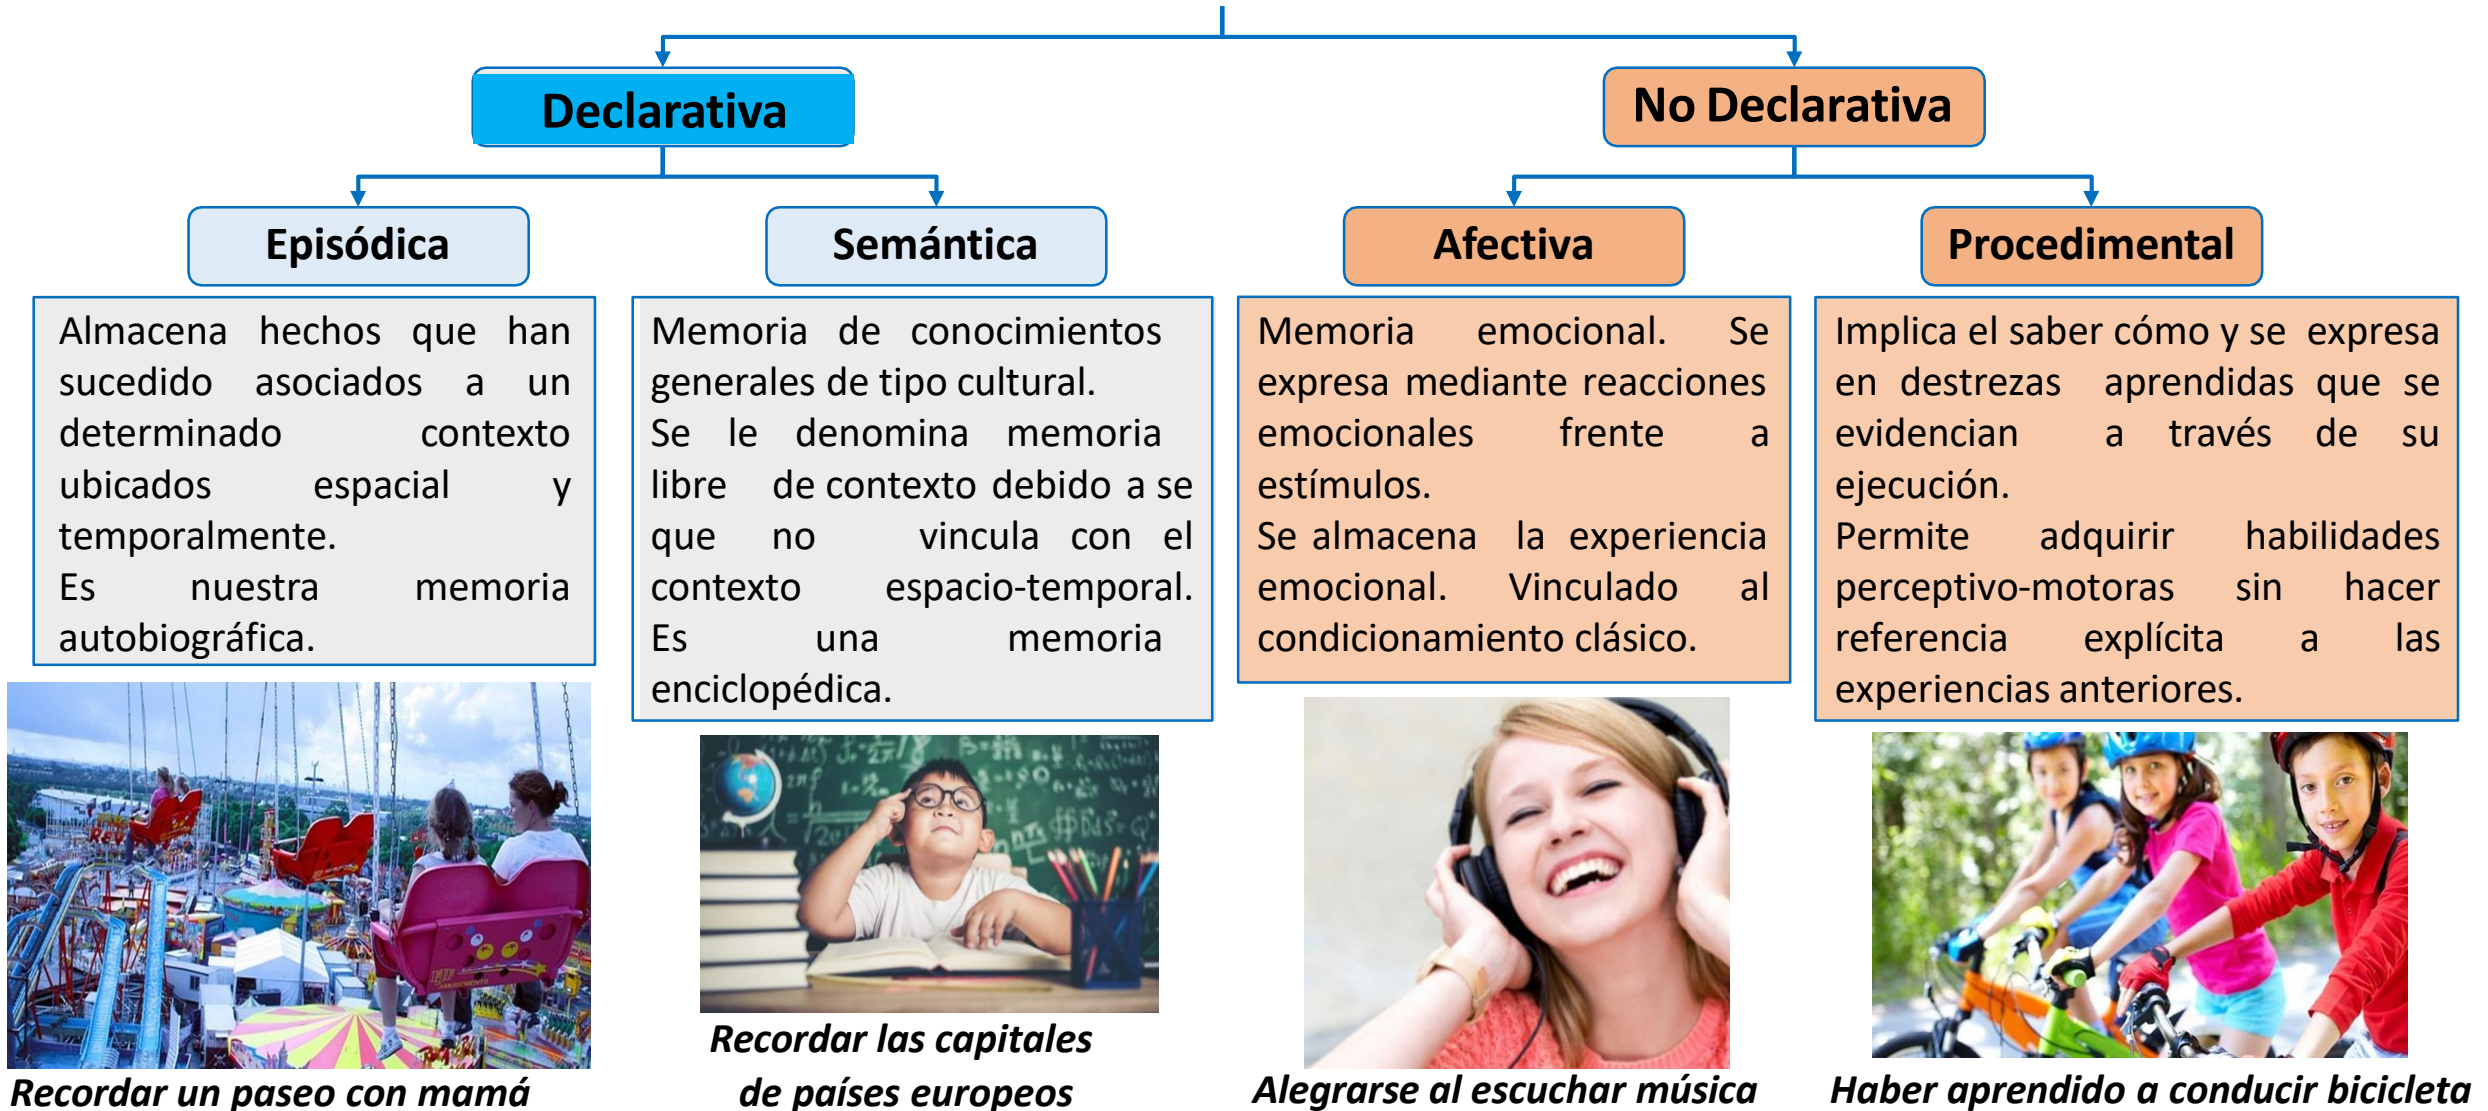 Declarativa
No Declarativa
Episódica
Semántica
Afectiva
Procedimental
Almacena hechos que han
sucedido asociados a un
determinado contexto
ubicados espacial y
temporalmente.
Es nuestra memoria
autobiográfica.
Memoria de conocimientos
generales de tipo cultural.
Se le denomina memoria
libre de contexto debido a se
que no vincula con el
contexto espacio-temporal.
Es una memoria
enciclopédica.
Memoria emocional. Se
expresa mediante reacciones
emocionales frente a
estímulos.
Se almacena la experiencia
emocional. Vinculado al
condicionamiento clásico.
Implica el saber cómo y se expresa
en destrezas aprendidas que se
evidencian a través de su
ejecución.
Permite adquirir habilidades
perceptivo-motoras sin hacer
referencia explícita a las
experiencias anteriores.
Recordar un paseo con mamá
Recordar las capitales
de países europeos
Alegrarse al escuchar música
Haber aprendido a conducir bicicleta